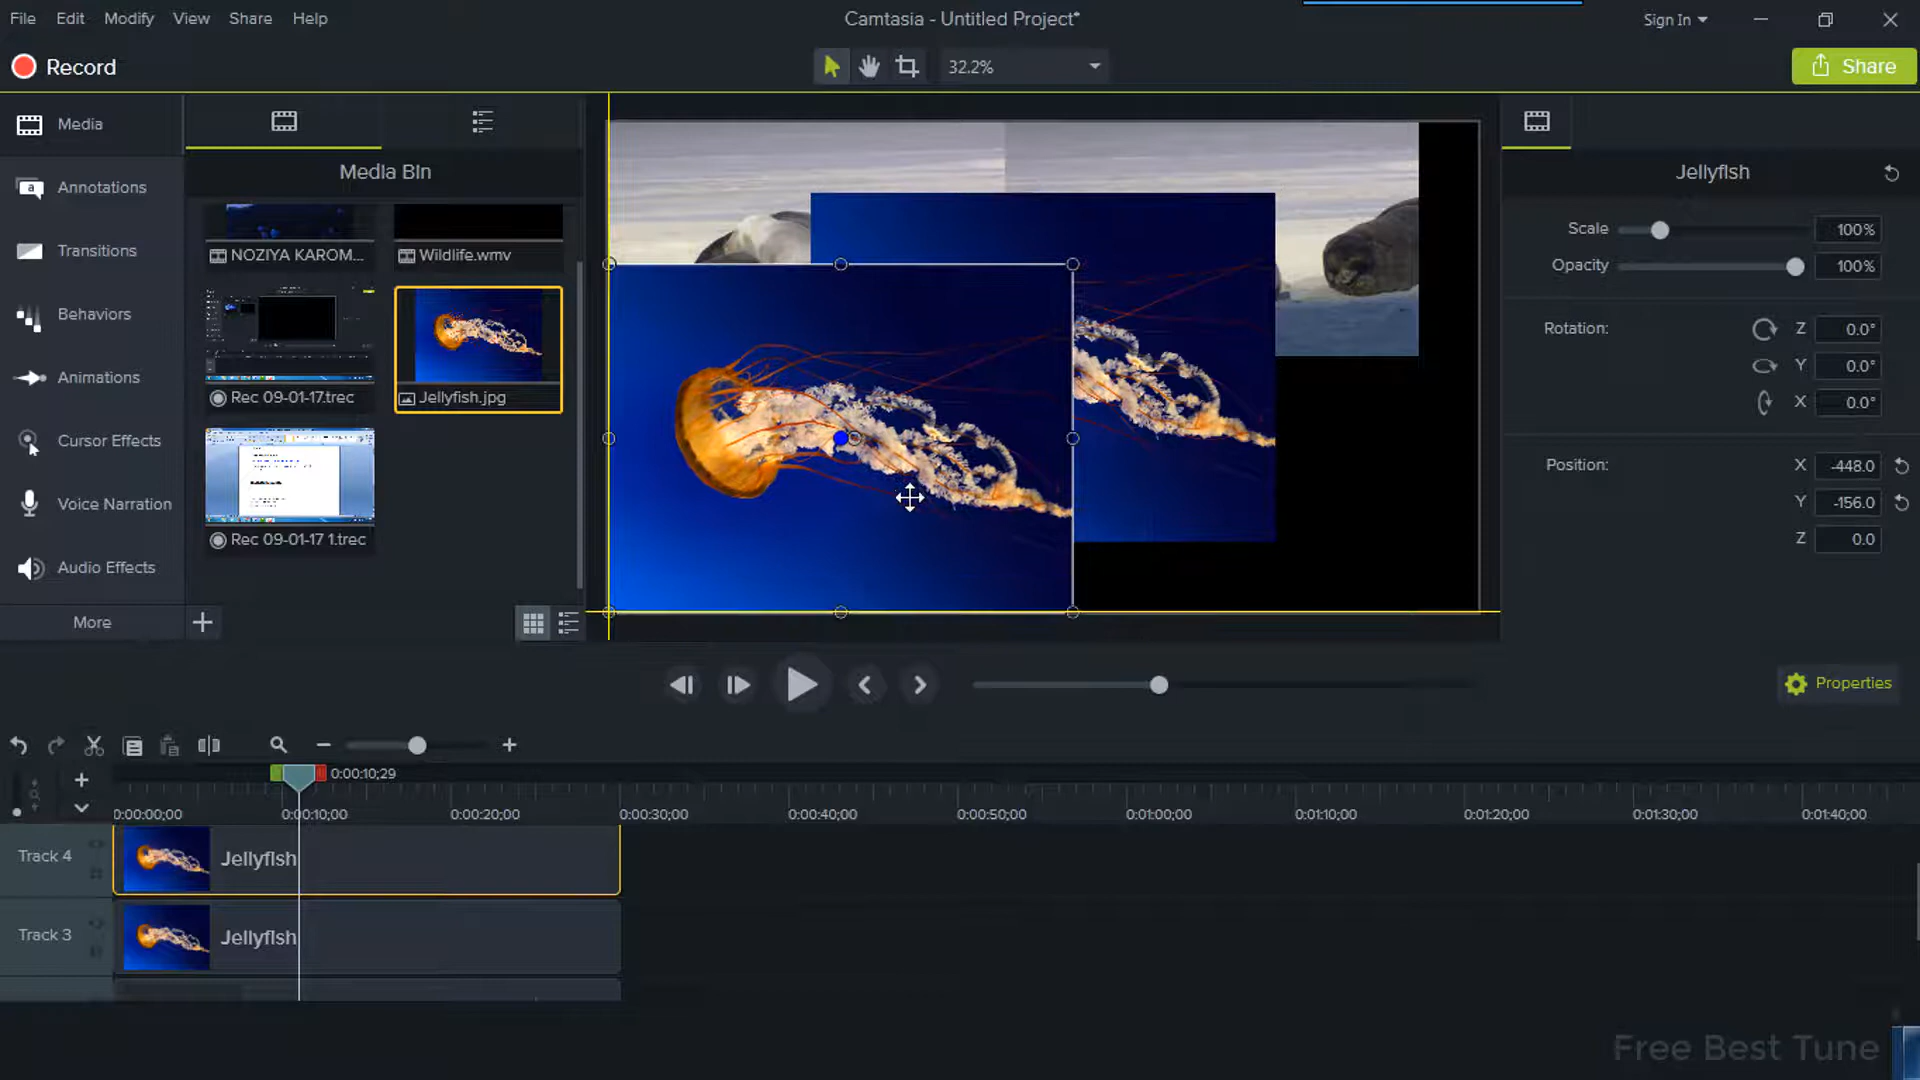 File Edit Modify View Share Help
Camtasia - Untitled Project*
Sign In
Record
32.2%
Share
Media
Annotations
Transitions
Behaviors
Animations
Cursor Effects
Voice Narration
Audio Effects
More
Media Bin
NOZIYA KAROM...
Wildlife.wmv
Rec 09-01-17.trec
Jellyfish.jpg
Rec 09-01-17 1.trec
Jellyfish
Scale 100%
Opacity 100%
Rotation: Z 0.0°
Y 0.0°
X 0.0°
Position: X -448.0
Y -156.0
Z 0.0
Properties
0:00:10;29
0:00:00;00 0:00:10;00 0:00:20;00 0:00:30;00 0:00:40;00 0:00:50;00 0:01:00;00 0:01:10;00 0:01:20;00 0:01:30;00 0:01:40;00
Track 4 Jellyfish
Track 3 Jellyfish
Free Best Tune